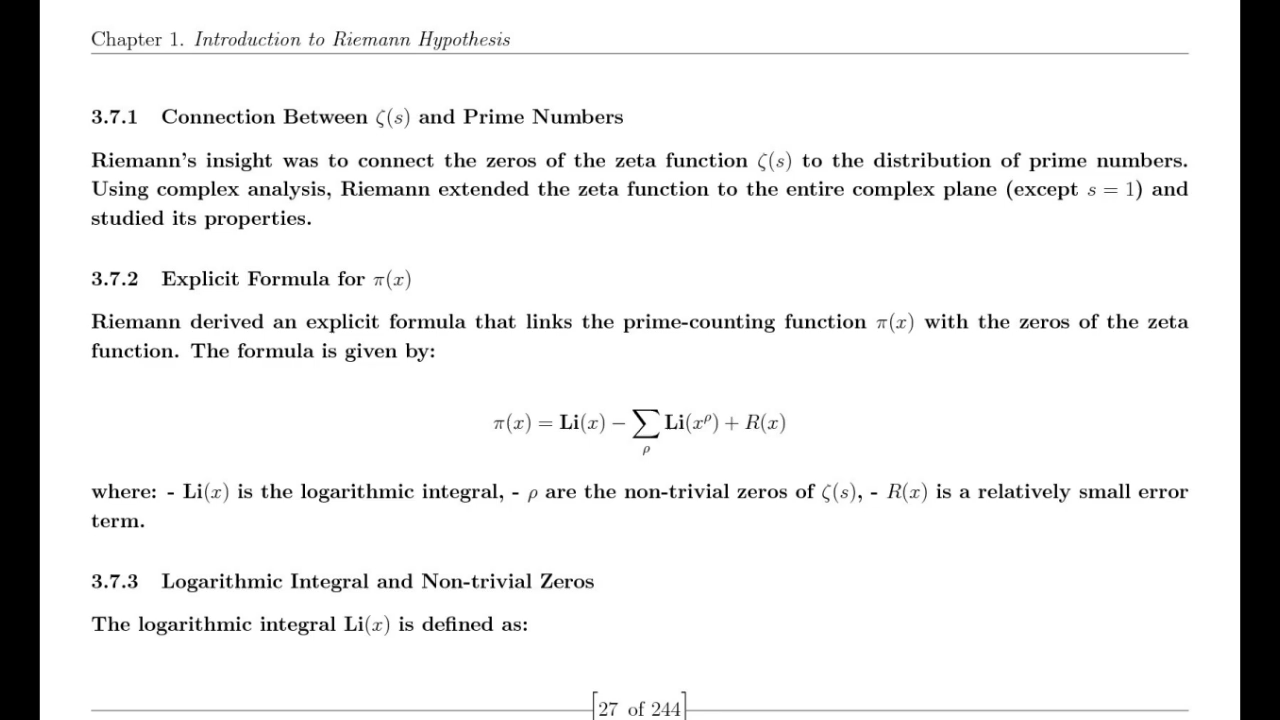 Chapter 1. Introduction to Riemann Hypothesis
3.7.1 Connection Between ζ(s) and Prime Numbers
Riemann's insight was to connect the zeros of the zeta function ζ(s) to the distribution of prime numbers.
Using complex analysis, Riemann extended the zeta function to the entire complex plane (except s = 1) and
studied its properties.
3.7.2 Explicit Formula for π(x)
Riemann derived an explicit formula that links the prime-counting function π(x) with the zeros of the zeta
function. The formula is given by:
π(x) = Li(x) − ∑ρ Li(x^ρ) + R(x)
where: - Li(x) is the logarithmic integral, - ρ are the non-trivial zeros of ζ(s), - R(x) is a relatively small error
term.
3.7.3 Logarithmic Integral and Non-trivial Zeros
The logarithmic integral Li(x) is defined as:
[27 of 244]